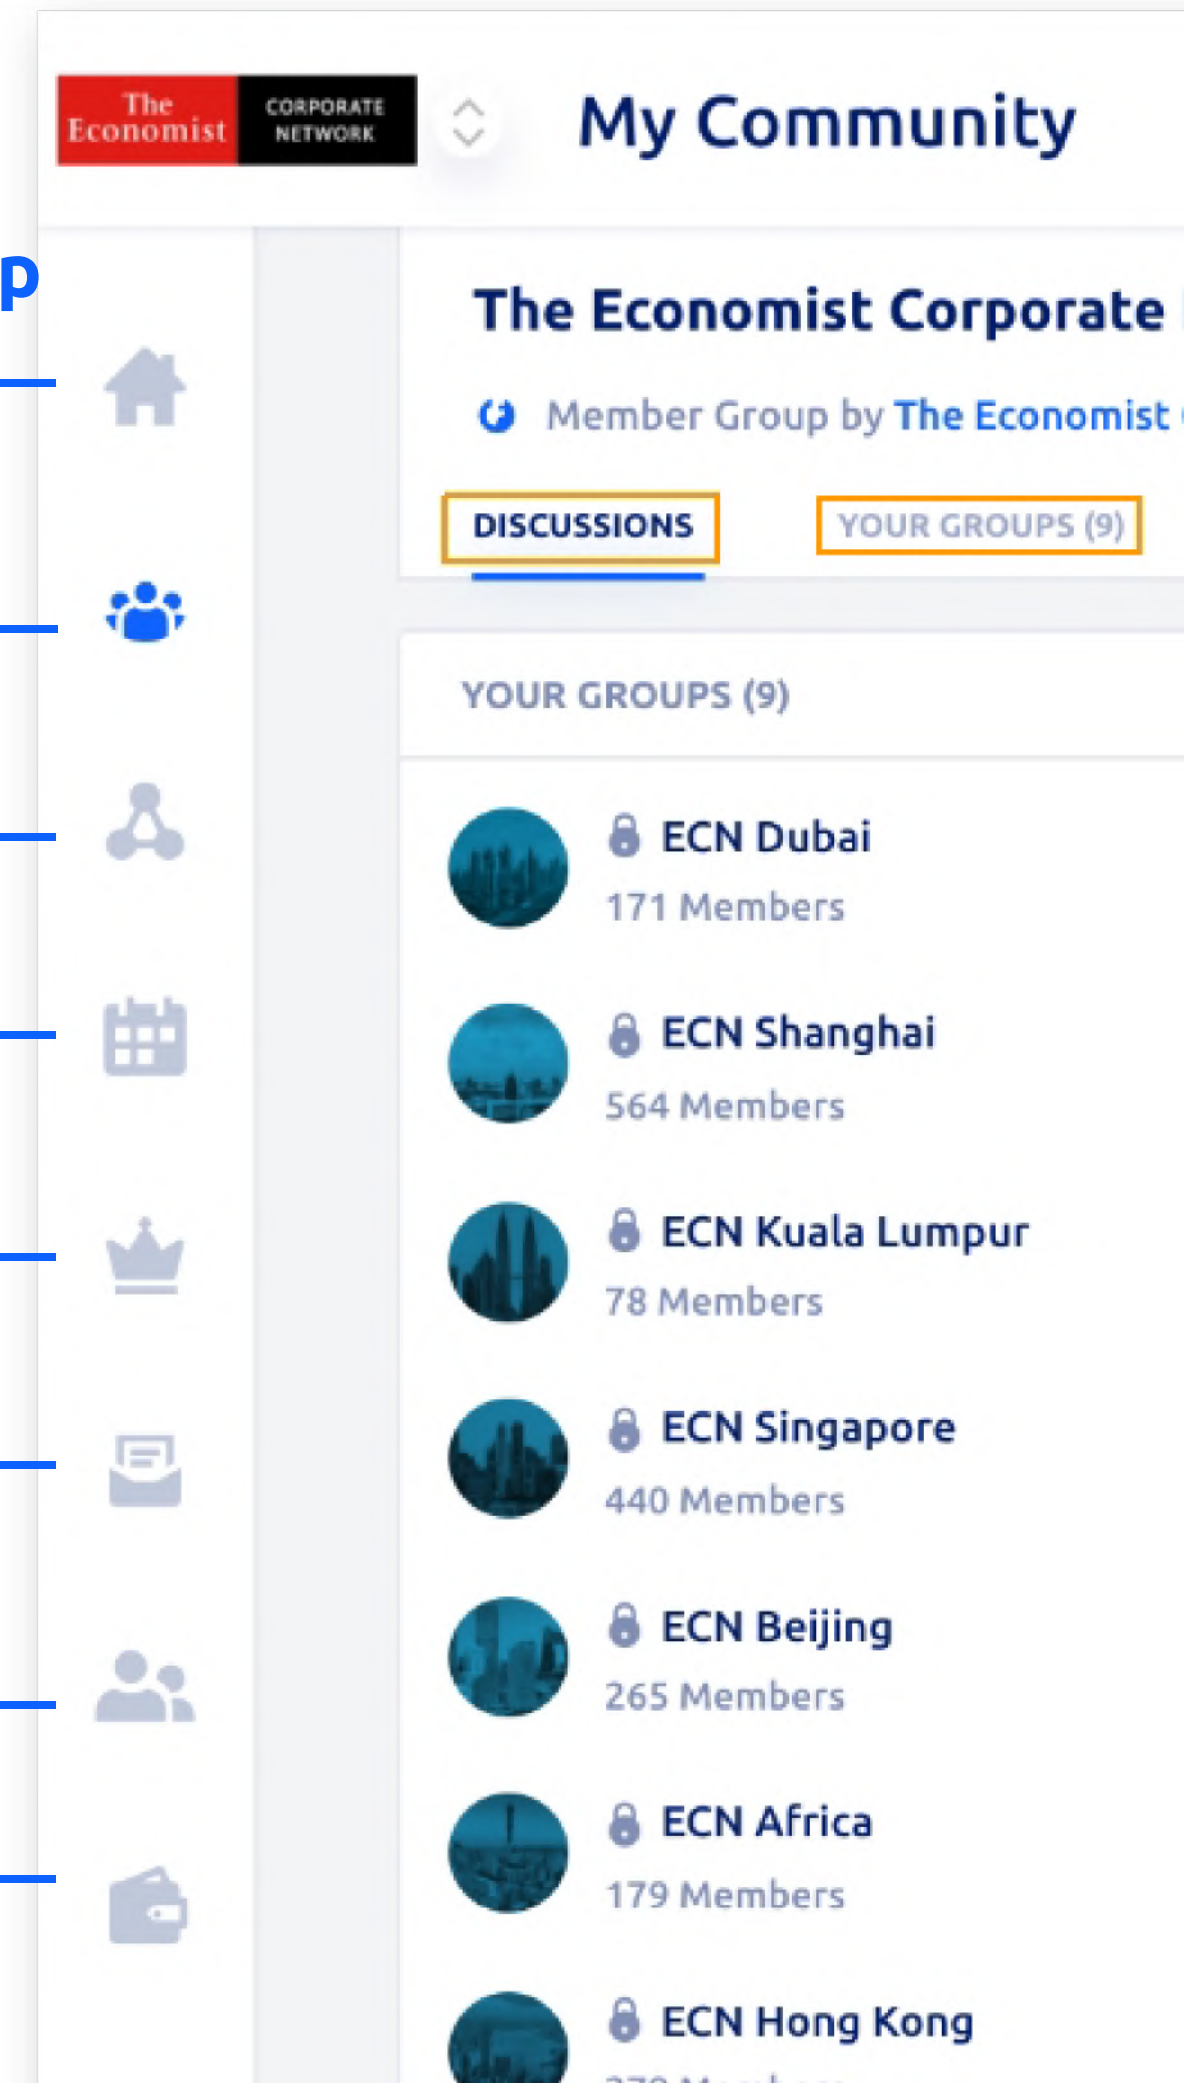 The
Economist
CORPORATE
NETWORK
My Community
p
The Economist Corporate
Member Group by The Economist
DISCUSSIONS
YOUR GROUPS (9)
YOUR GROUPS (9)
ECN Dubai
171 Members
ECN Shanghai
564 Members
ECN Kuala Lumpur
78 Members
ECN Singapore
440 Members
ECN Beijing
265 Members
ECN Africa
179 Members
ECN Hong Kong